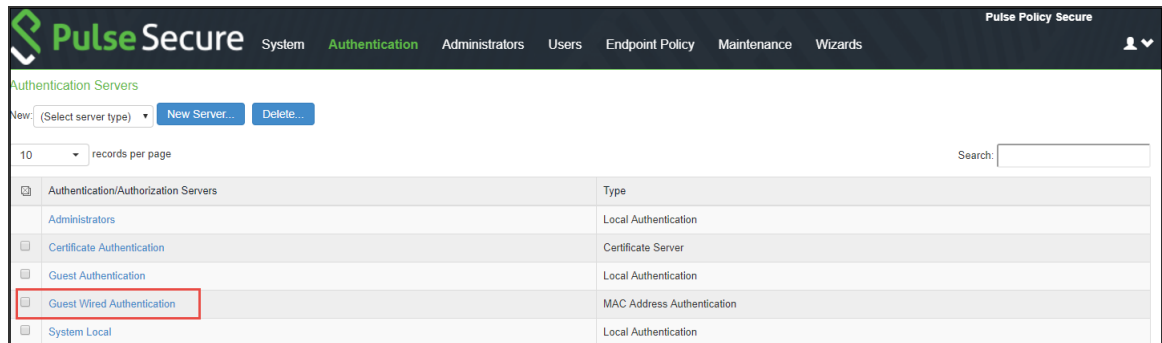 Pulse Policy Secure
Pulse Secure System Authentication Administrators Users Endpoint Policy Maintenance Wizards
Authentication Servers
New: (Select server type) New Server... Delete...
10 records per page Search:
Authentication/Authorization Servers Type
Administrators Local Authentication
Certificate Authentication Certificate Server
Guest Authentication Local Authentication
Guest Wired Authentication MAC Address Authentication
System Local Local Authentication